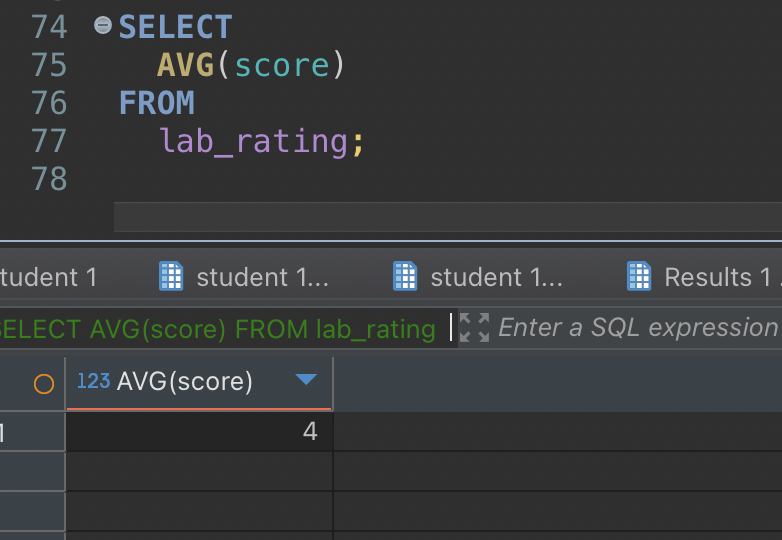 74 SELECT
75 AVG(score)
76 FROM
77 lab_rating;
78
tudent 1 student 1... student 1... Results 1
SELECT AVG(score) FROM lab_rating Enter a SQL expression
123 AVG(score)
1 4